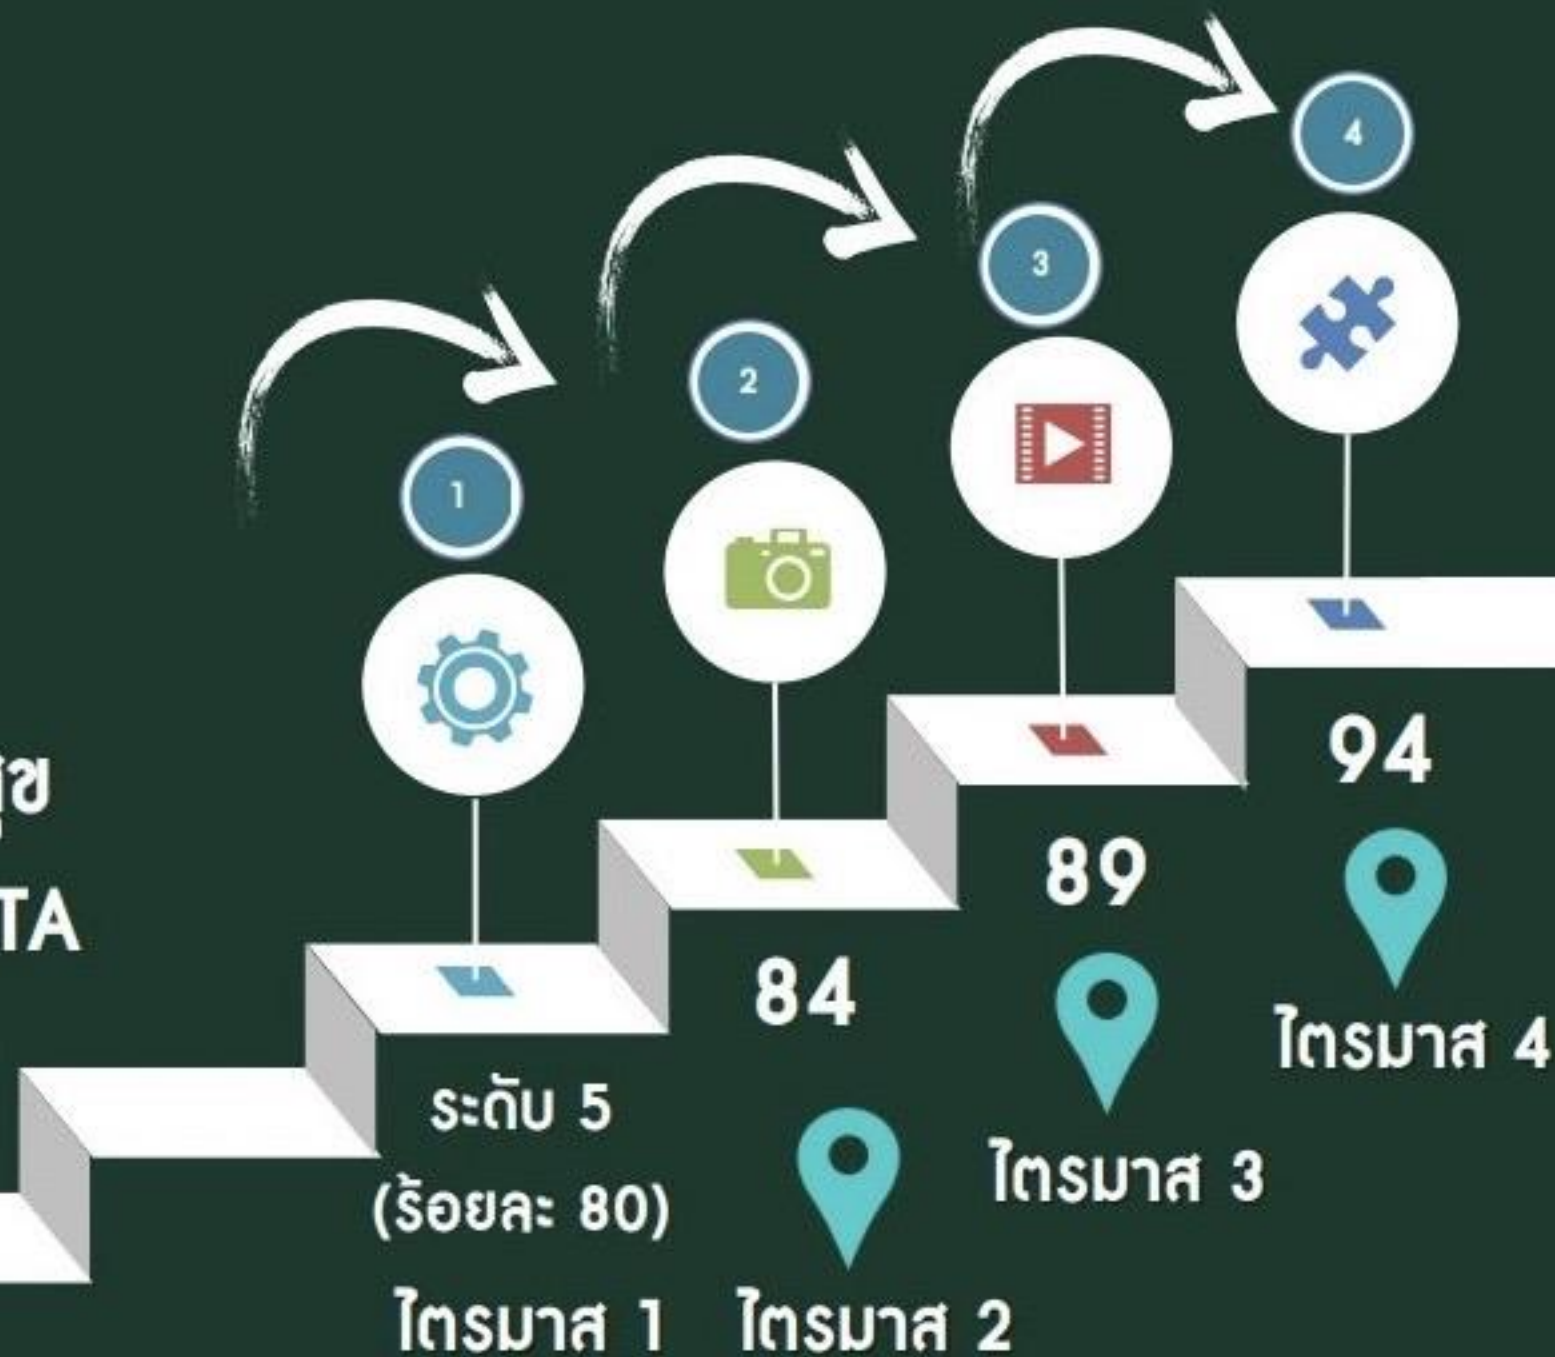 4
3
2
1
94
89
TA
84
ไตรมาส 4
ระดับ 5
ไตรมาส 3
(ร้อยละ 80)
ไตรมาส 1
ไตรมาส 2